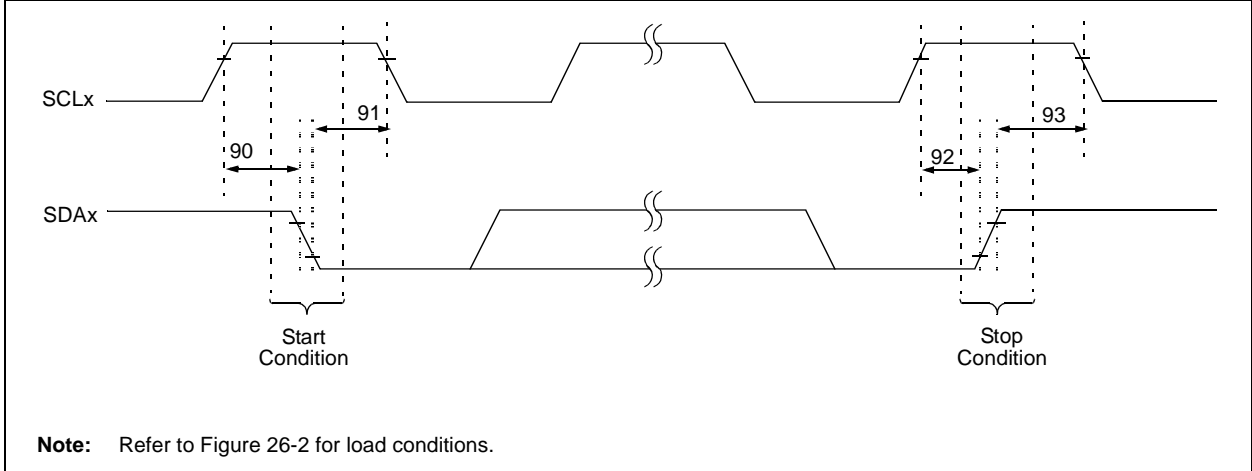 SCLx
91
93
90
92
SDAx
Start
Condition
Stop
Condition
Note: Refer to Figure 26-2 for load conditions.